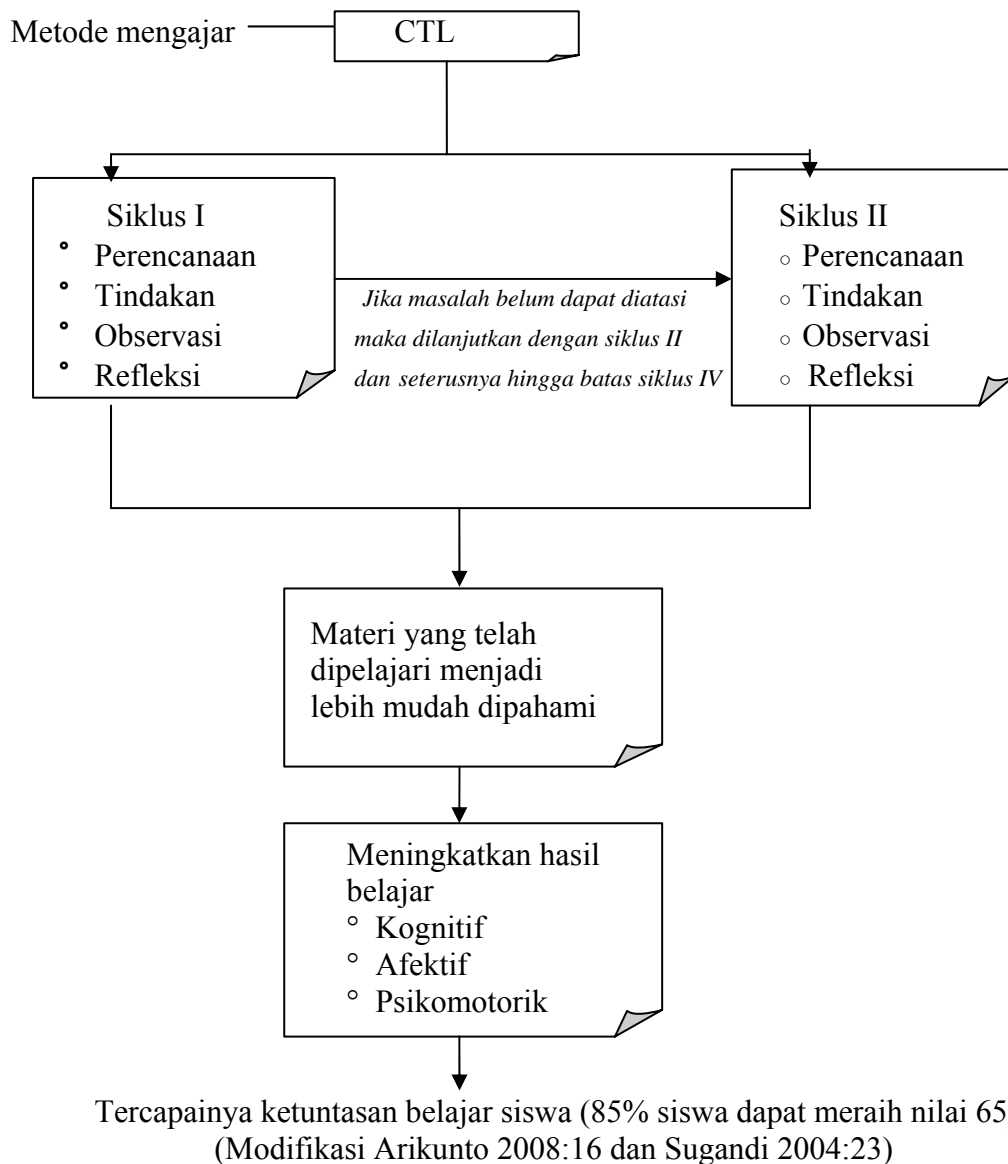 Metode mengajar
CTL
Siklus I
° Perencanaan
° Tindakan
° Observasi
° Refleksi
Jika masalah belum dapat diatasi
maka dilanjutkan dengan siklus II
dan seterusnya hingga batas siklus IV
Siklus II
○ Perencanaan
○ Tindakan
○ Observasi
○ Refleksi
Materi yang telah
dipelajari menjadi
lebih mudah dipahami
Meningkatkan hasil
belajar
° Kognitif
° Afektif
° Psikomotorik
Tercapainya ketuntasan belajar siswa (85% siswa dapat meraih nilai 65
(Modifikasi Arikunto 2008:16 dan Sugandi 2004:23)